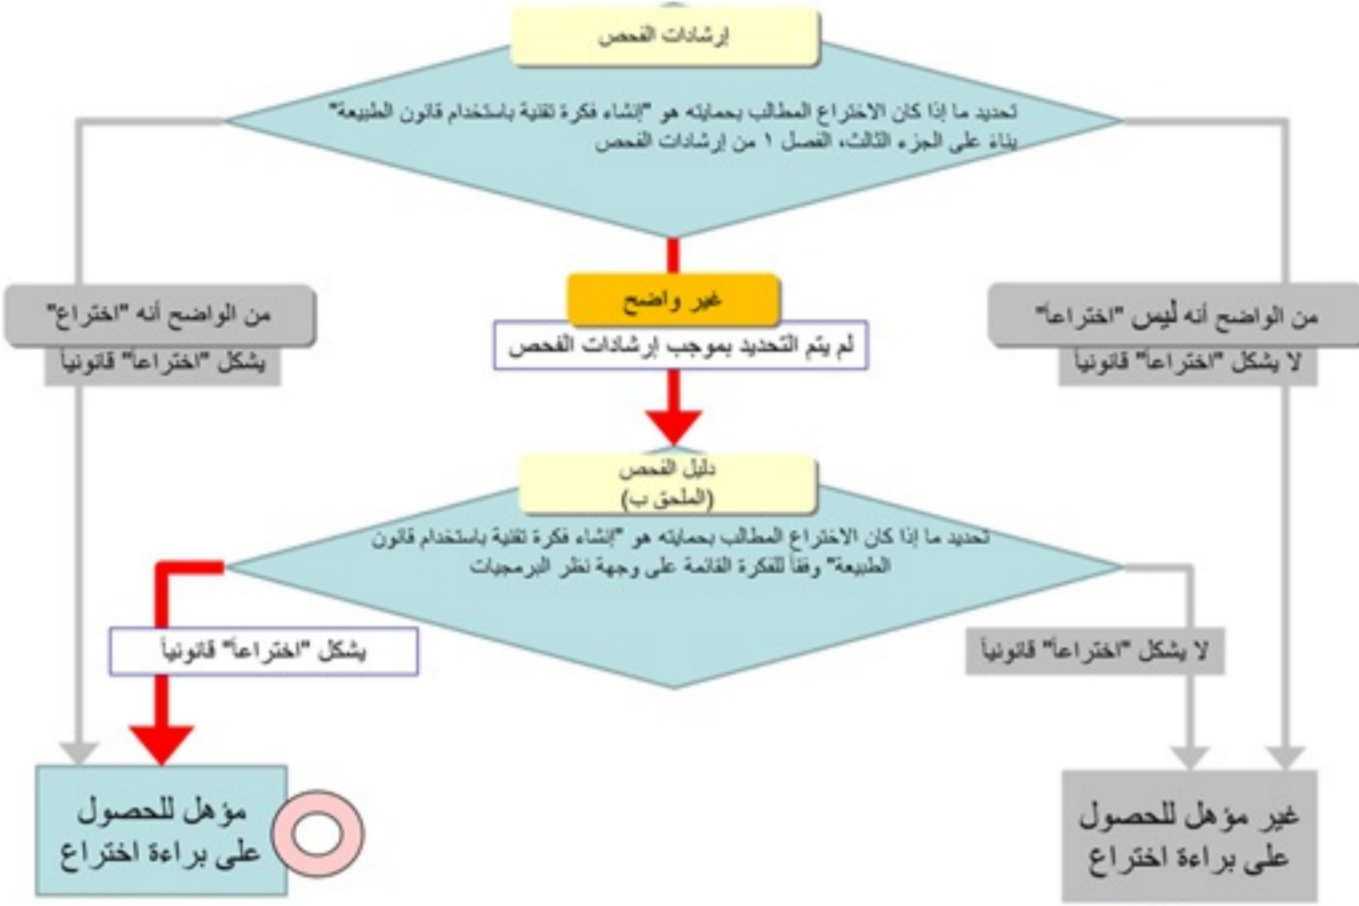 إرشادات الفحص
تحديد ما إذا كان الاختراع المطالب بحمايته هو "إنشاء فكرة تقنية باستخدام قانون الطبيعة"
بناءً على الجزء الثالث، الفصل ١ من إرشادات الفحص
من الواضح أنه ليس "اختراعاً"
لا يشكل "اختراعاً" قانونياً
غير واضح
لم يتم التحديد بموجب إرشادات الفحص
من الواضح أنه "اختراع"
يشكل "اختراعاً" قانونياً
دليل الفحص
(الملحق ب)
تحديد ما إذا كان الاختراع المطالب بحمايته هو "إنشاء فكرة تقنية باستخدام قانون
الطبيعة" وفقاً للفكرة القائمة على وجهة نظر البرمجيات
لا يشكل "اختراعاً" قانونياً
يشكل "اختراعاً" قانونياً
غير مؤهل للحصول
على براءة اختراع
مؤهل للحصول
على براءة اختراع